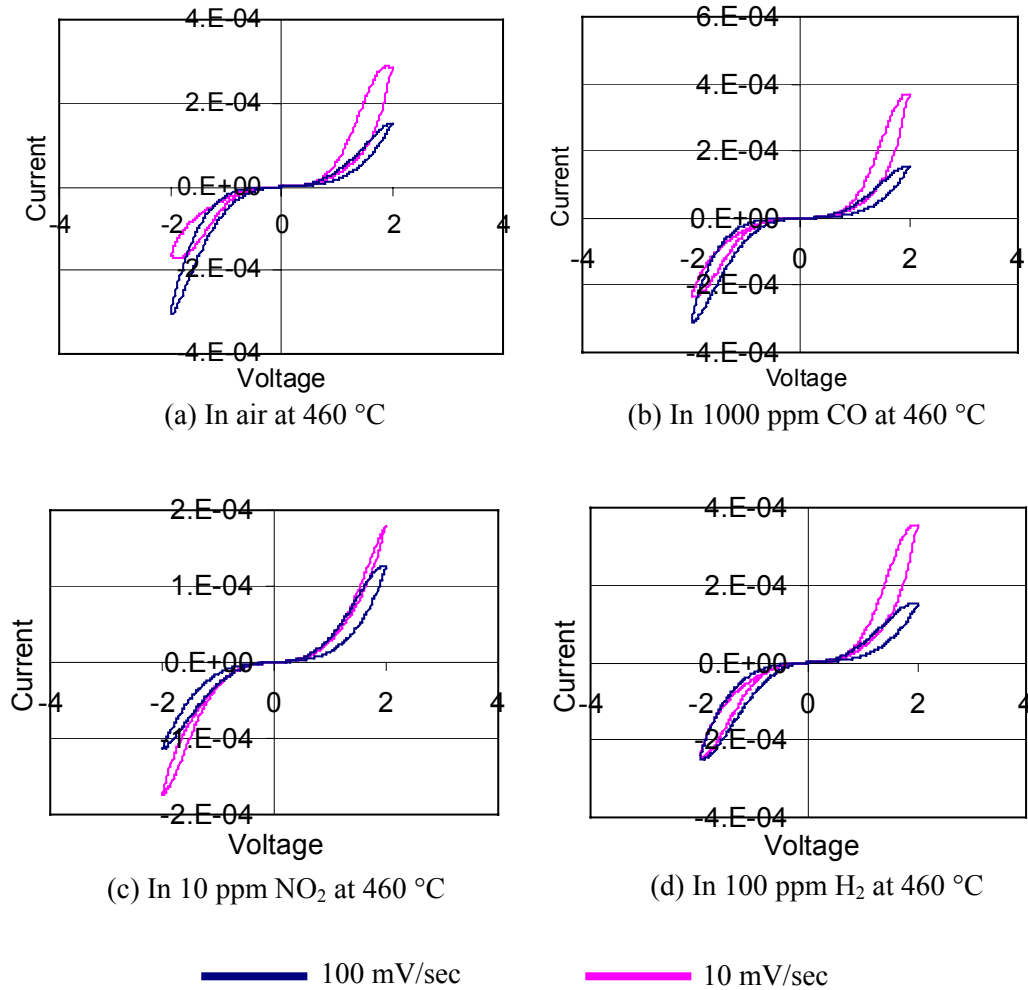 4.E-04
2.E-04
0.E+00
-2.E-04
-4.E-04
-4
-2
0
2
4
Current
Voltage
(a) In air at 460 °C
6.E-04
4.E-04
2.E-04
0.E+00
-2.E-04
-4.E-04
-4
-2
0
2
4
Current
Voltage
(b) In 1000 ppm CO at 460 °C
2.E-04
1.E-04
0.E+00
-1.E-04
-2.E-04
-4
-2
0
2
4
Current
Voltage
(c) In 10 ppm NO₂ at 460 °C
4.E-04
2.E-04
0.E+00
-2.E-04
-4.E-04
-4
-2
0
2
4
Current
Voltage
(d) In 100 ppm H₂ at 460 °C
100 mV/sec
10 mV/sec